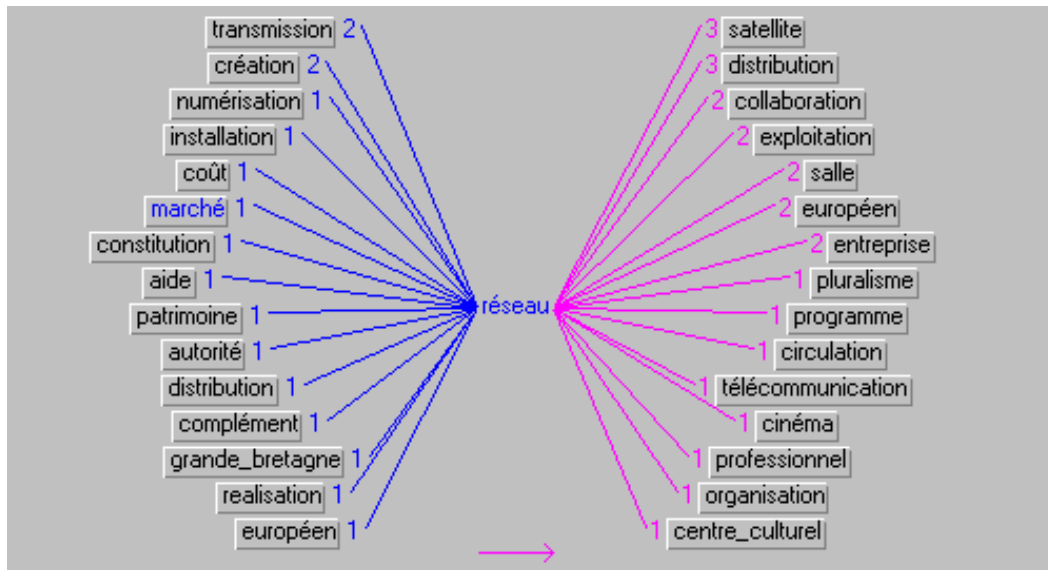 transmission 2
création 2
numérisation 1
installation 1
coût 1
marché 1
constitution 1
aide 1
patrimoine 1
autorité 1
distribution 1
complément 1
grande_bretagne 1
realisation 1
européen 1
réseau
3 satellite
3 distribution
2 collaboration
2 exploitation
2 salle
2 européen
2 entreprise
1 pluralisme
1 programme
1 circulation
1 télécommunication
1 cinéma
1 professionnel
1 organisation
1 centre_culturel